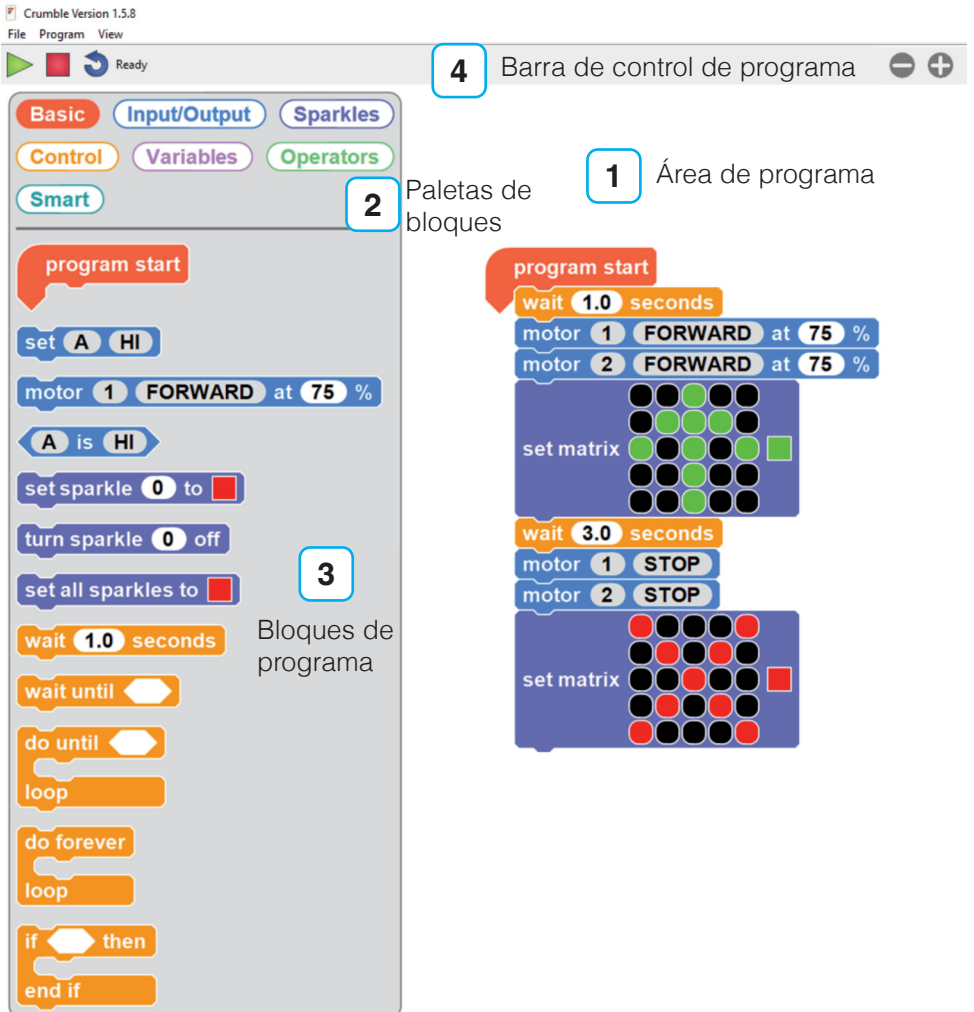 Crumble Version 1.5.8
File Program View
Ready
4 Barra de control de programa
Basic Input/Output Sparkles
Control Variables Operators
Smart
2 Paletas de
bloques
1 Área de programa
program start
set A HI
motor 1 FORWARD at 75 %
A is HI
set sparkle 0 to
turn sparkle 0 off
set all sparkles to
wait 1.0 seconds
wait until
do until
loop
do forever
loop
if then
end if
3
Bloques de
programa
program start
wait 1.0 seconds
motor 1 FORWARD at 75 %
motor 2 FORWARD at 75 %
set matrix
wait 3.0 seconds
motor 1 STOP
motor 2 STOP
set matrix